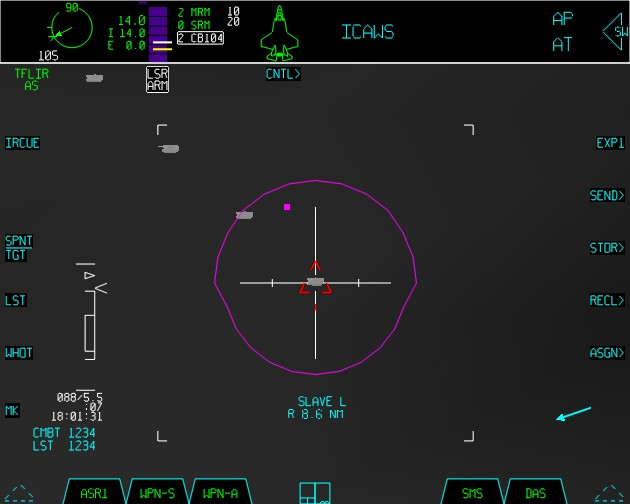 90
10S
14.0
I 14.0
E 0.0
2 MRM 10
0 SRM 20
2 CB104
ICAWS
AP
AT
SW
TFLIR
AS
LSR
ARM
CNTL>
IRCUE
EXP1
SEND>
SPNT
TGT
STOR>
LST
RECL>
WHOT
ASGN>
088/5.5
:07
18:01:31
MK
CMBT 1234
LST 1234
SLAVE L
R 8.6 NM
ASR1
WPN-S
WPN-A
SMS
DAS